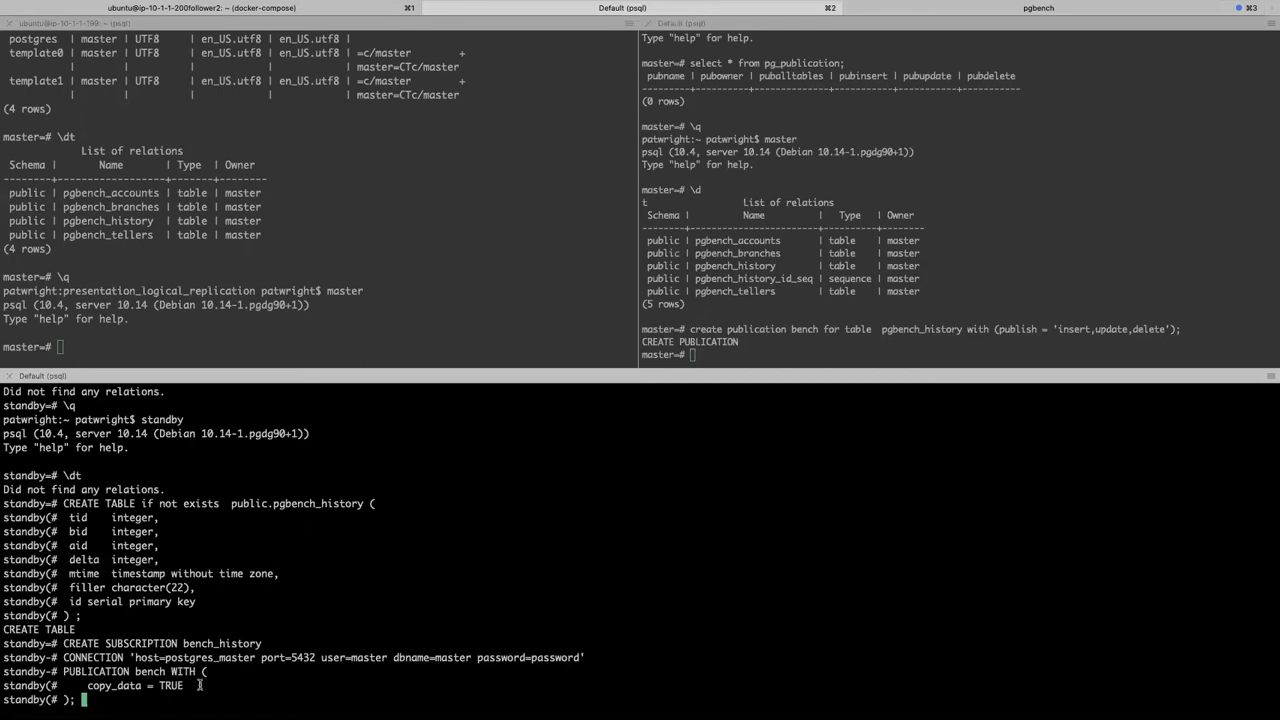 ubuntu@ip-10-1-1-200follower2: ~ (docker-compose) ⌘1
Default (psql) ⌘2
pgbench ⌘3
ubuntu@ip-10-1-1-199: ~ (psql)
postgres | master | UTF8 | en_US.utf8 | en_US.utf8 |
template0 | master | UTF8 | en_US.utf8 | en_US.utf8 | =c/master +
| | | | | master=CTc/master
template1 | master | UTF8 | en_US.utf8 | en_US.utf8 | =c/master +
| | | | | master=CTc/master
(4 rows)
master=# \dt
List of relations
Schema | Name | Type | Owner
--------+------------------+-------+--------
public | pgbench_accounts | table | master
public | pgbench_branches | table | master
public | pgbench_history | table | master
public | pgbench_tellers | table | master
(4 rows)
master=# \q
patwright:presentation_logical_replication patwright$ master
psql (10.4, server 10.14 (Debian 10.14-1.pgdg90+1))
Type "help" for help.
master=#
Default (psql)
Type "help" for help.
master=# select * from pg_publication;
pubname | pubowner | puballtables | pubinsert | pubupdate | pubdelete
---------+----------+--------------+-----------+-----------+-----------
(0 rows)
master=# \q
patwright:~ patwright$ master
psql (10.4, server 10.14 (Debian 10.14-1.pgdg90+1))
Type "help" for help.
master=# \d
t List of relations
Schema | Name | Type | Owner
--------+------------------------+----------+--------
public | pgbench_accounts | table | master
public | pgbench_branches | table | master
public | pgbench_history | table | master
public | pgbench_history_id_seq | sequence | master
public | pgbench_tellers | table | master
(5 rows)
master=# create publication bench for table pgbench_history with (publish = 'insert,update,delete');
CREATE PUBLICATION
master=#
Default (psql)
Did not find any relations.
standby=# \q
patwright:~ patwright$ standby
psql (10.4, server 10.14 (Debian 10.14-1.pgdg90+1))
Type "help" for help.
standby=# \dt
Did not find any relations.
standby=# CREATE TABLE if not exists public.pgbench_history (
standby(# tid integer,
standby(# bid integer,
standby(# aid integer,
standby(# delta integer,
standby(# mtime timestamp without time zone,
standby(# filler character(22),
standby(# id serial primary key
standby(# ) ;
CREATE TABLE
standby=# CREATE SUBSCRIPTION bench_history
standby-# CONNECTION 'host=postgres_master port=5432 user=master dbname=master password=password'
standby-# PUBLICATION bench WITH (
standby(# copy_data = TRUE
standby(# );